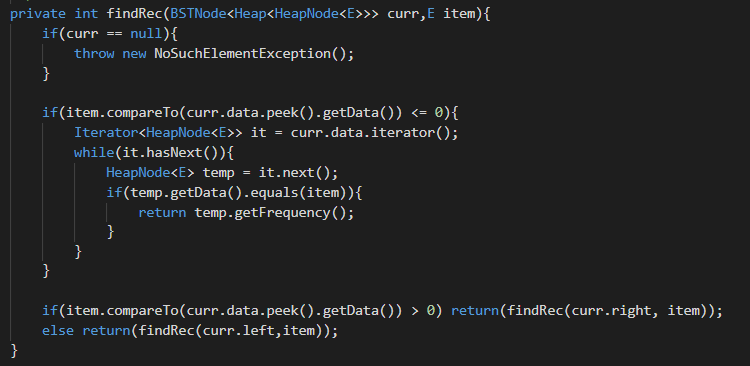 private int findRec(BSTNode<Heap<HeapNode<E>>> curr,E item){
    if(curr == null){
        throw new NoSuchElementException();
    }

    if(item.compareTo(curr.data.peek().getData()) <= 0){
        Iterator<HeapNode<E>> it = curr.data.iterator();
        while(it.hasNext()){
            HeapNode<E> temp = it.next();
            if(temp.getData().equals(item)){
                return temp.getFrequency();
            }
        }
    }

    if(item.compareTo(curr.data.peek().getData()) > 0) return(findRec(curr.right, item));
    else return(findRec(curr.left,item));
}